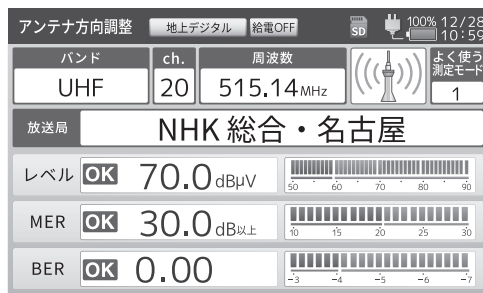 アンテナ方向調整 地上デジタル 給電OFF SD 100% 12/28 10:59
バンド ch. 周波数 よく使う測定モード
UHF 20 515.14MHz 1
放送局 NHK 総合・名古屋
レベル OK 70.0 dBμV
50 60 70 80 90
MER OK 30.0 dB以上
10 15 20 25 30
BER OK 0.00
-3 -4 -5 -6 -7